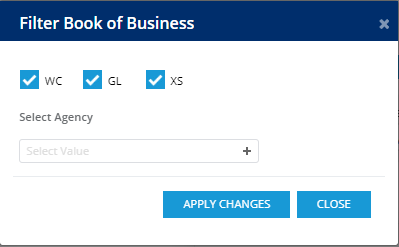 Filter Book of Business
WC GL XS
Select Agency
Select Value
APPLY CHANGES CLOSE